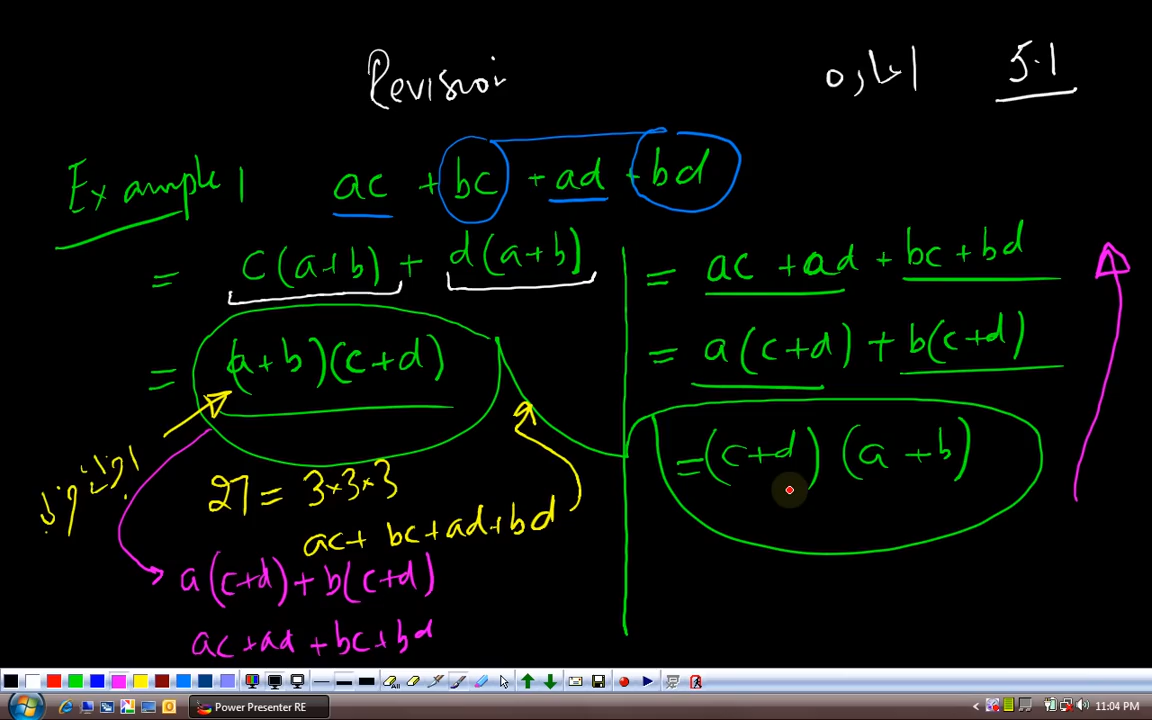 Revision
5.1
Example 1 ac + bc + ad + bd
= c(a+b) + d(a+b)
= (a+b)(c+d)
= ac + ad + bc + bd
= a(c+d) + b(c+d)
=(c+d) (a+b)
27 = 3×3×3
ac + bc + ad + bd
a(c+d) + b(c+d)
ac + ad + bc + bd
Power Presenter RE
11:04 PM